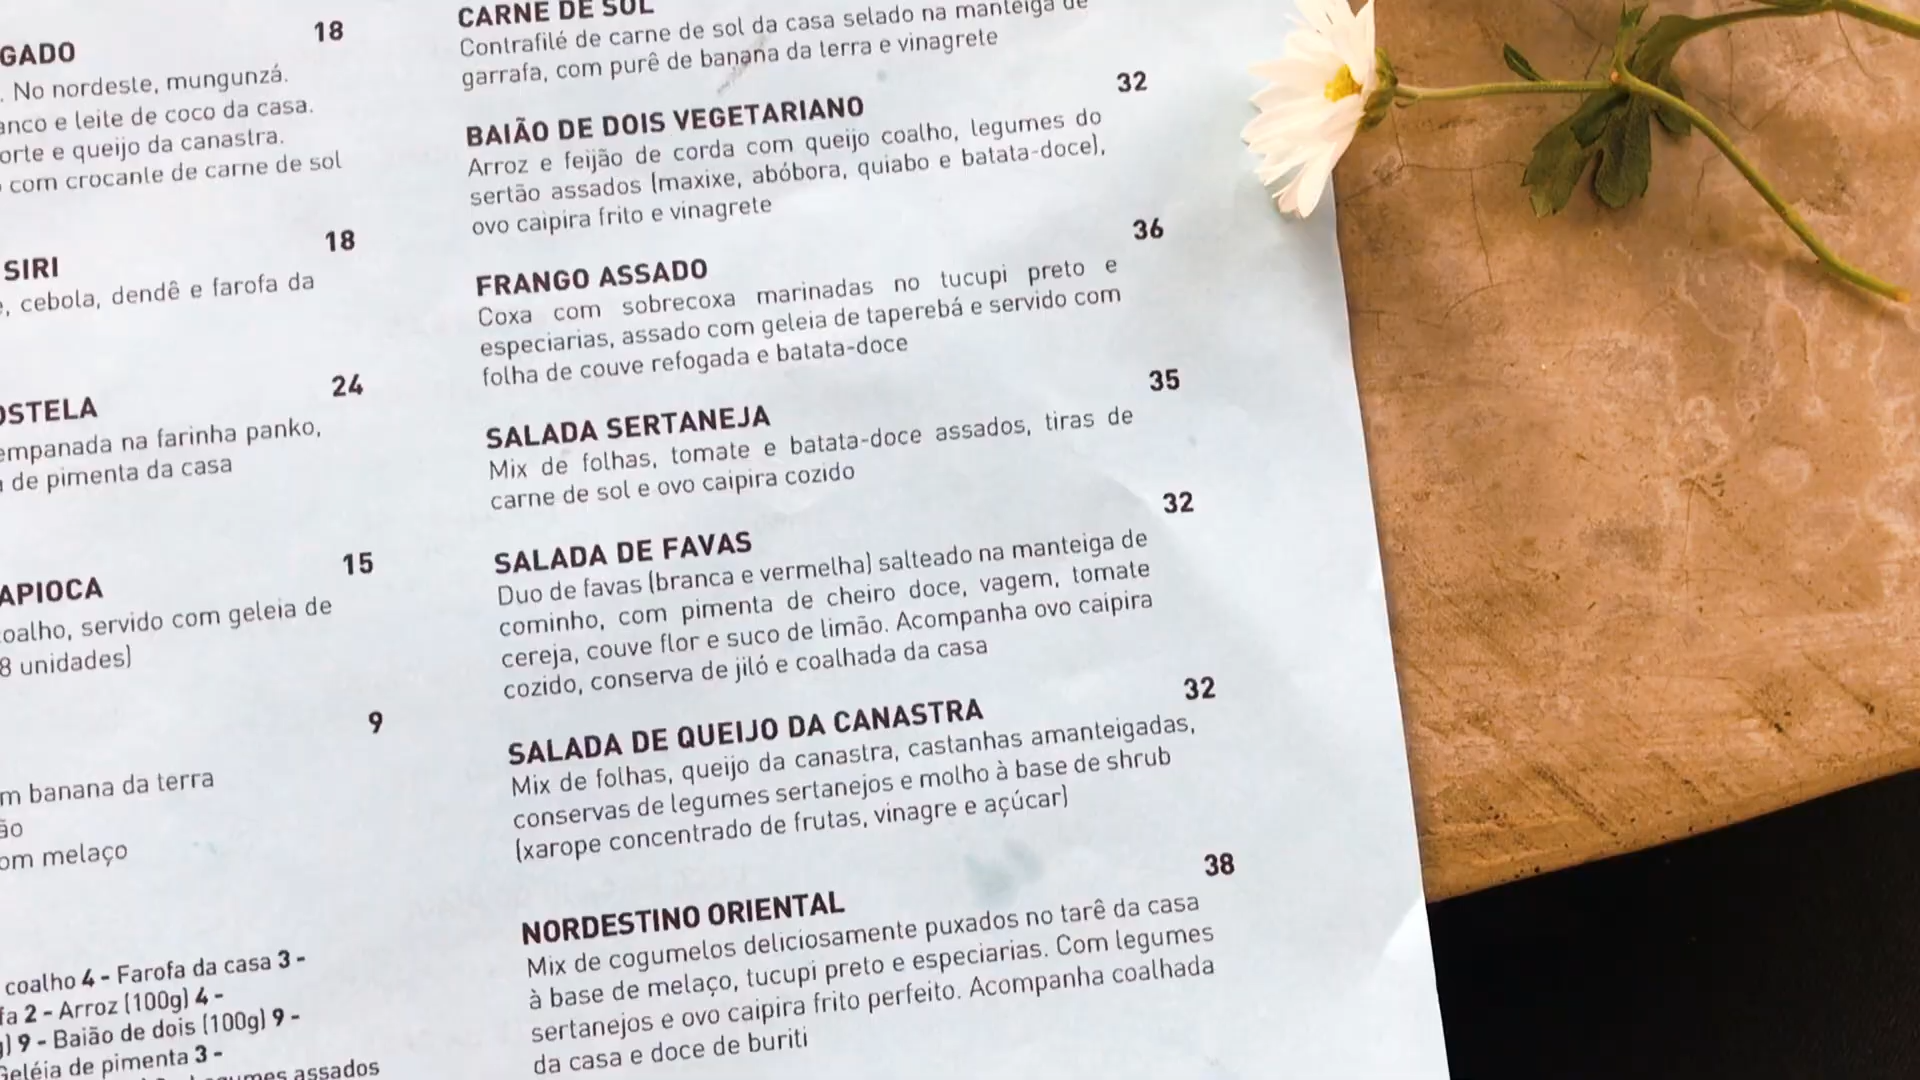 GADO
18
. No nordeste, mungunzá.
anco e leite de coco da casa.
orte e queijo da canastra.
com crocante de carne de sol
SIRI
18
, cebola, dendê e farofa da
OSTELA
24
empanada na farinha panko,
de pimenta da casa
APIOCA
15
coalho, servido com geleia de
8 unidades)
9
m banana da terra
ão
om melaço
coalho 4 - Farofa da casa 3 -
fa 2 - Arroz (100g) 4 -
g) 9 - Baião de dois (100g) 9 -
Geléia de pimenta 3 -
legumes assados
CARNE DE SOL
Contrafilé de carne de sol da casa selado na manteiga de
garrafa, com purê de banana da terra e vinagrete
BAIÃO DE DOIS VEGETARIANO
32
Arroz e feijão de corda com queijo coalho, legumes do
sertão assados (maxixe, abóbora, quiabo e batata-doce),
ovo caipira frito e vinagrete
FRANGO ASSADO
36
Coxa com sobrecoxa marinadas no tucupi preto e
especiarias, assado com geleia de taperebá e servido com
folha de couve refogada e batata-doce
SALADA SERTANEJA
35
Mix de folhas, tomate e batata-doce assados, tiras de
carne de sol e ovo caipira cozido
SALADA DE FAVAS
32
Duo de favas (branca e vermelha) salteado na manteiga de
cominho, com pimenta de cheiro doce, vagem, tomate
cereja, couve flor e suco de limão. Acompanha ovo caipira
cozido, conserva de jiló e coalhada da casa
SALADA DE QUEIJO DA CANASTRA
32
Mix de folhas, queijo da canastra, castanhas amanteigadas,
conservas de legumes sertanejos e molho à base de shrub
(xarope concentrado de frutas, vinagre e açúcar)
NORDESTINO ORIENTAL
38
Mix de cogumelos deliciosamente puxados no tarê da casa
à base de melaço, tucupi preto e especiarias. Com legumes
sertanejos e ovo caipira frito perfeito. Acompanha coalhada
da casa e doce de buriti